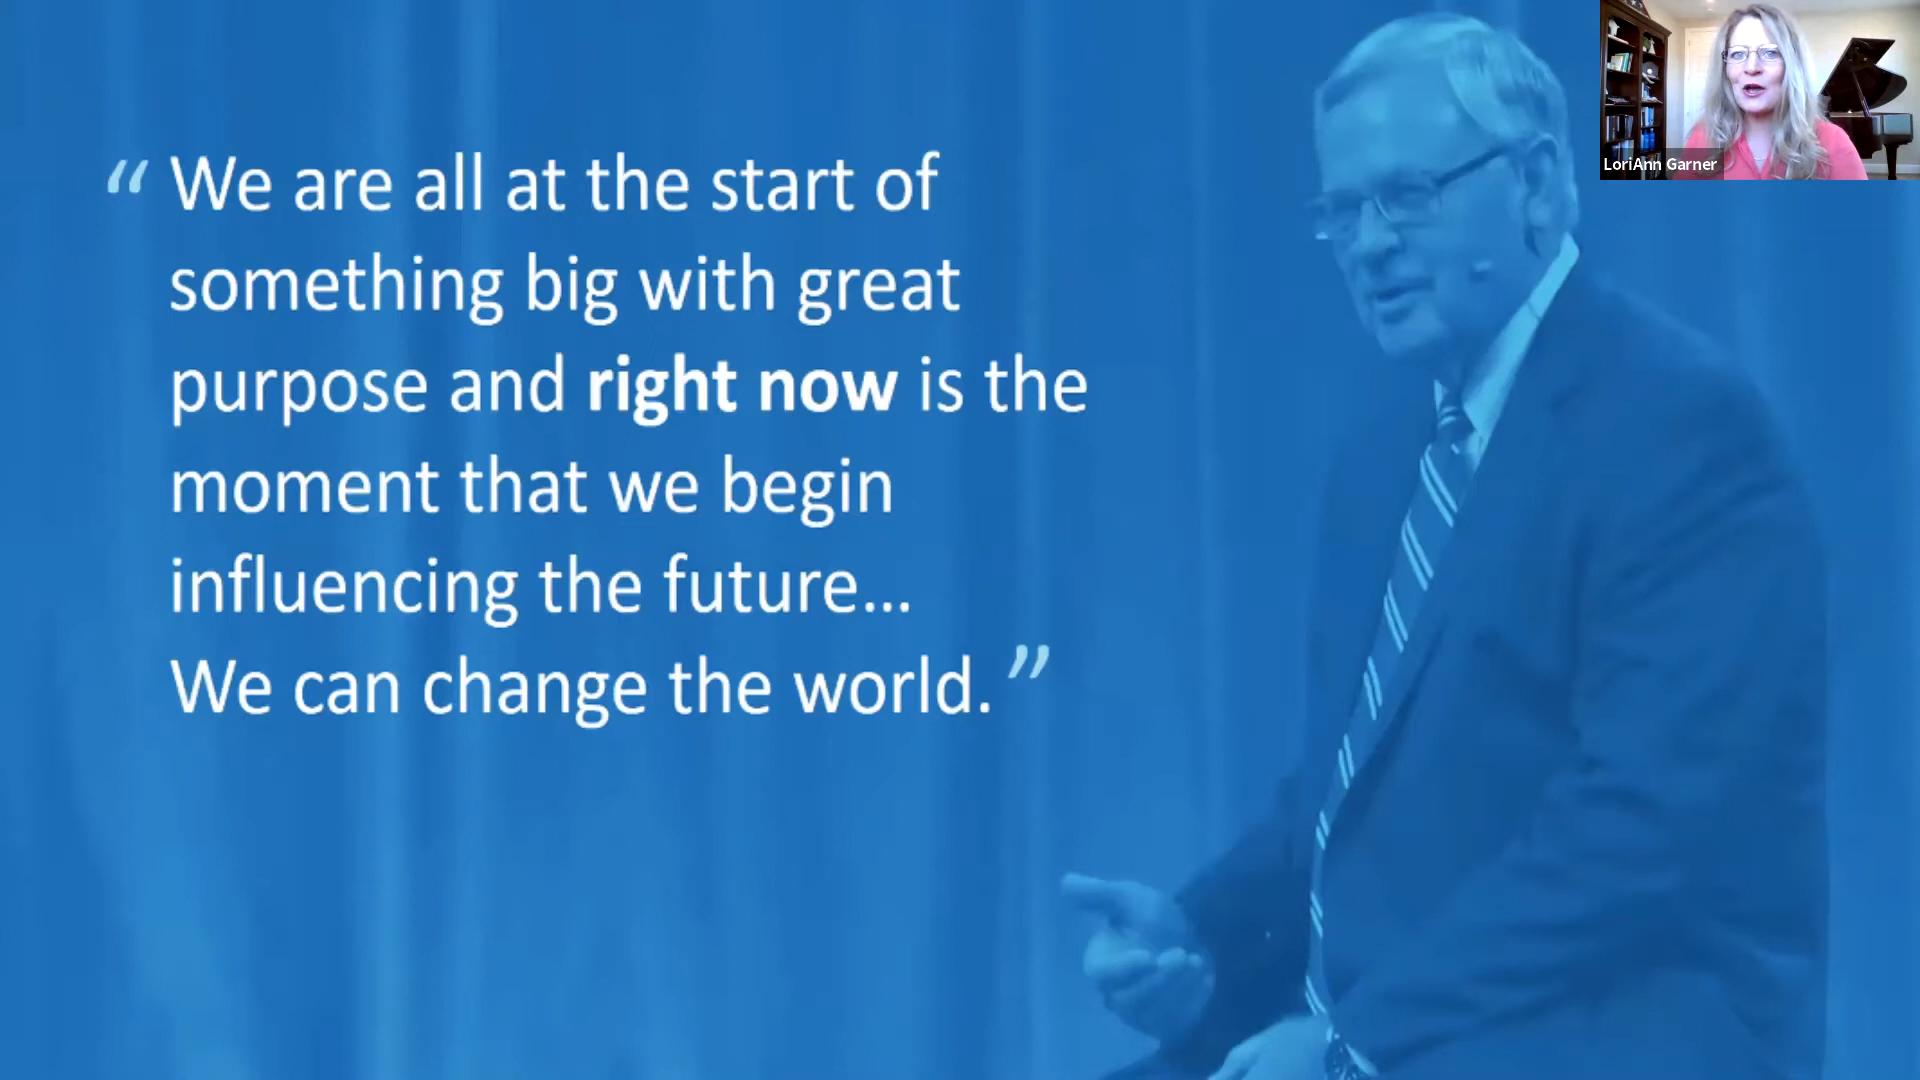 “ We are all at the start of
something big with great
purpose and right now is the
moment that we begin
influencing the future...
We can change the world. ”
LoriAnn Garner